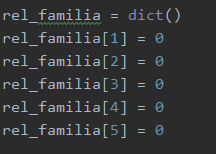 rel_familia = dict()
rel_familia[1] = 0
rel_familia[2] = 0
rel_familia[3] = 0
rel_familia[4] = 0
rel_familia[5] = 0